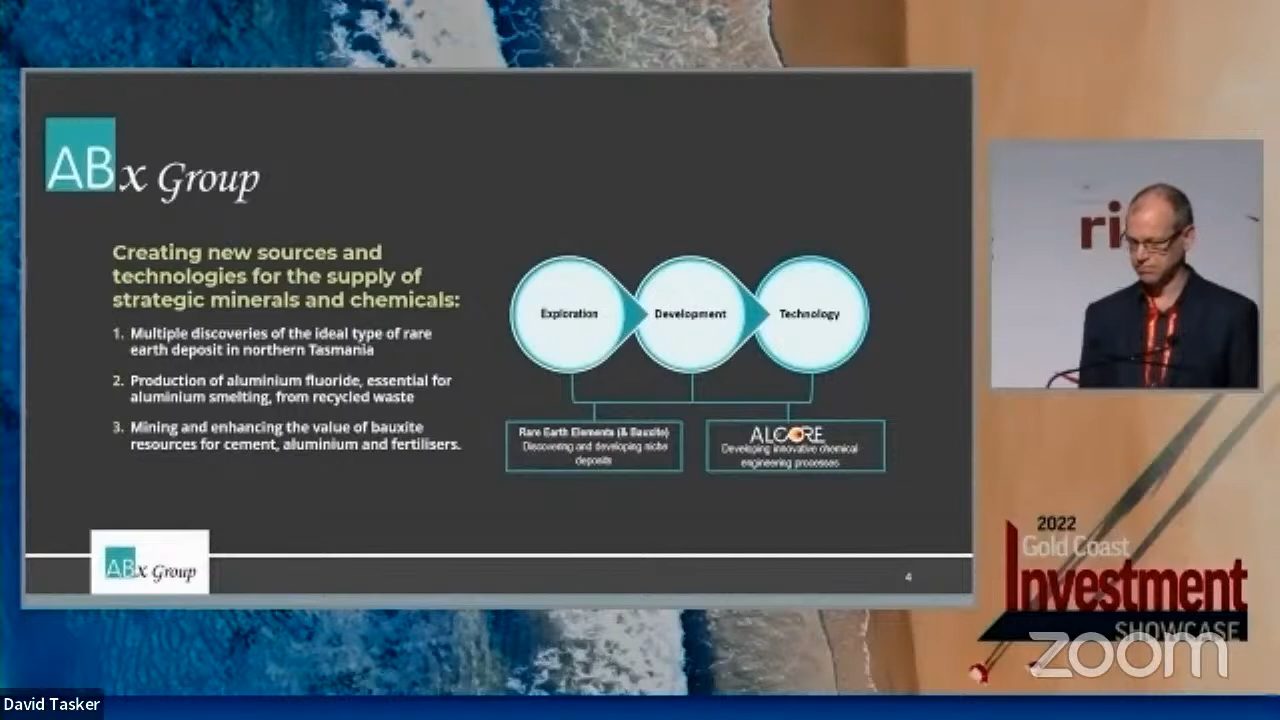 ABx Group
Creating new sources and
technologies for the supply of
strategic minerals and chemicals:
1. Multiple discoveries of the ideal type of rare
earth deposit in northern Tasmania
2. Production of aluminium fluoride, essential for
aluminium smelting, from recycled waste
3. Mining and enhancing the value of bauxite
resources for cement, aluminium and fertilisers.
Exploration
Development
Technology
Rare Earth Elements (& Bauxite)
Discovering and developing niche
deposits
ALCORE
Developing innovative chemical
engineering processes
ABx Group
4
ri
2022
Gold Coast
Investment
SHOWCASE
zoom
David Tasker